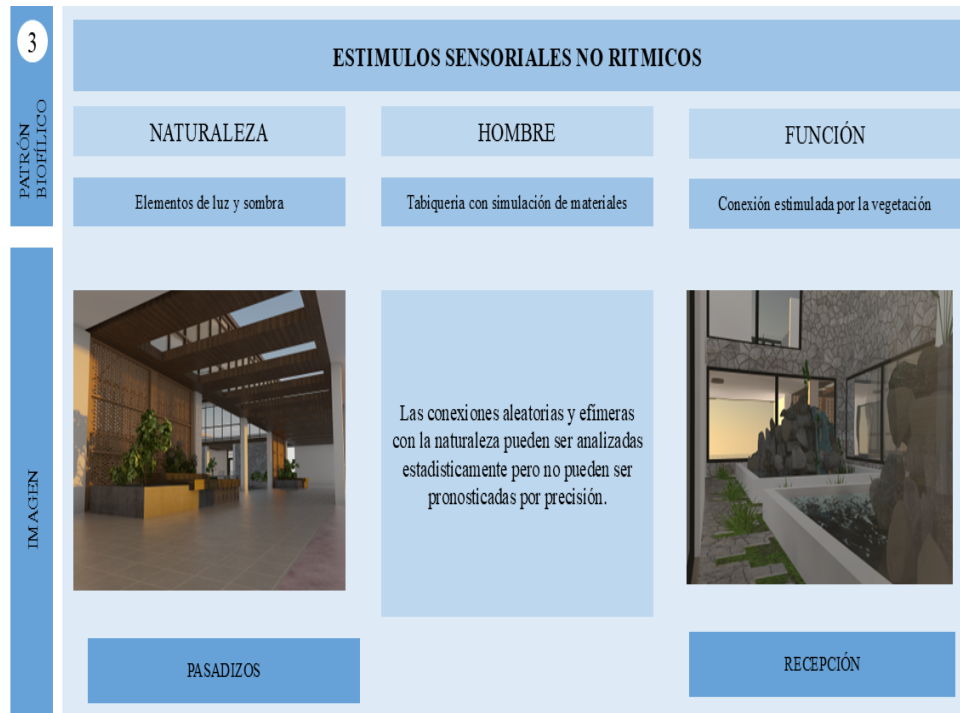 3
PATRÓN
BIOFÍLICO
ESTIMULOS SENSORIALES NO RITMICOS
NATURALEZA
HOMBRE
FUNCIÓN
Elementos de luz y sombra
Tabiqueria con simulación de materiales
Conexión estimulada por la vegetación
IMAGEN
Las conexiones aleatorias y efímeras
con la naturaleza pueden ser analizadas
estadisticamente pero no pueden ser
pronosticadas por precisión.
PASADIZOS
RECEPCIÓN